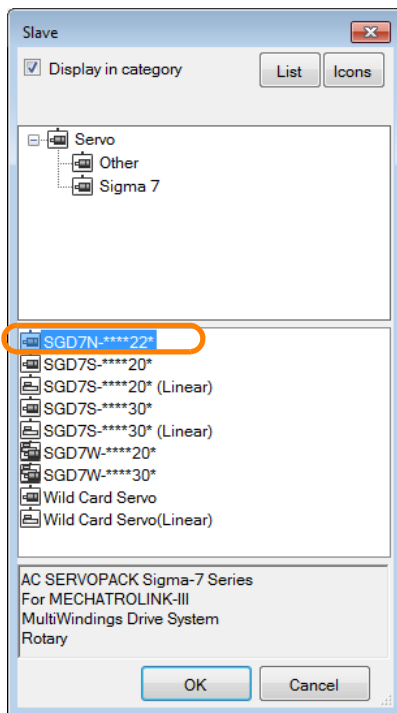 Slave
Display in category
List
Icons
Servo
Other
Sigma 7
SGD7N-****22*
SGD7S-****20*
SGD7S-****20* (Linear)
SGD7S-****30*
SGD7S-****30* (Linear)
SGD7W-****20*
SGD7W-****30*
Wild Card Servo
Wild Card Servo(Linear)
AC SERVOPACK Sigma-7 Series
For MECHATROLINK-III
MultiWindings Drive System
Rotary
OK
Cancel